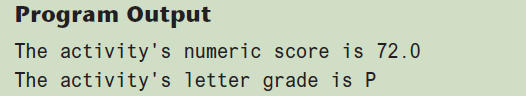 Program Output
The activity's numeric score is 72.0
The activity's letter grade is P